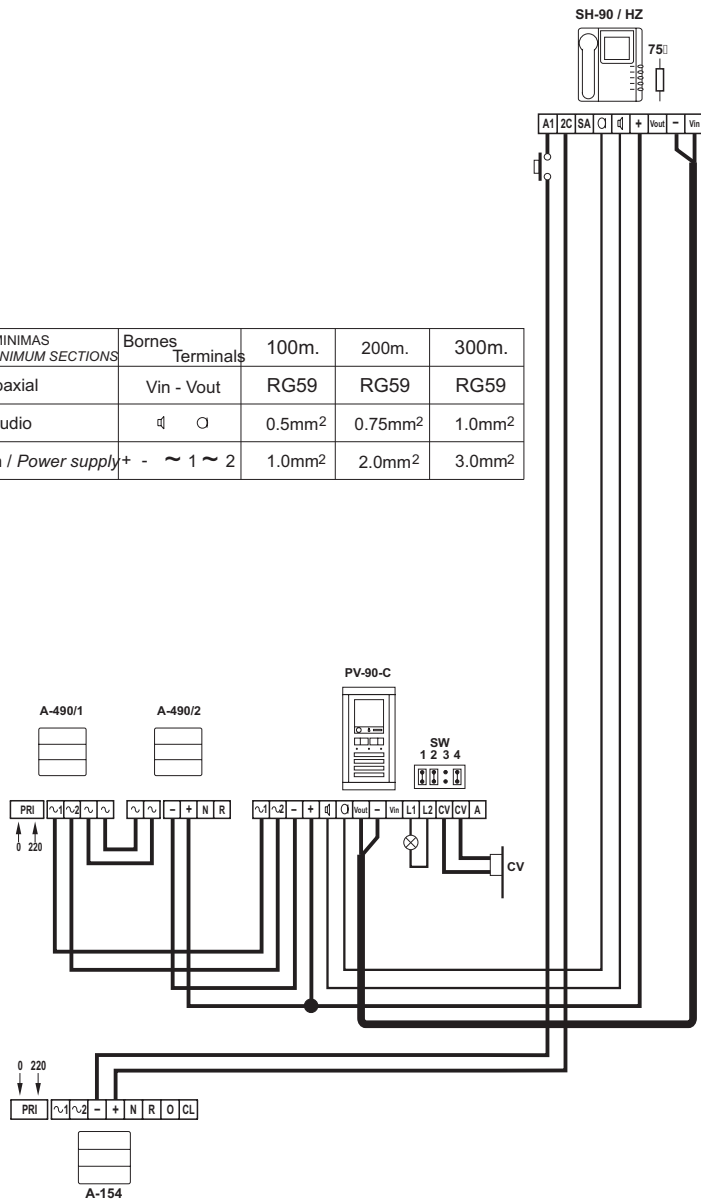 SH-90 / HZ
75
A1 2C SA + Vout – Vin
MINIMAS Bornes Terminals 100m. 200m. 300m.
NIMUM SECTIONS
oaxial Vin - Vout RG59 RG59 RG59
udio 0.5mm2 0.75mm2 1.0mm2
/ Power supply + - ~ 1 ~ 2 1.0mm2 2.0mm2 3.0mm2
PV-90-C
A-490/1 A-490/2
SW
1 2 3 4
PRI ~1 ~2 ~ ~ ~ ~ – + N R ~1 ~2 – + Vout – Vin L1 L2 CV CV A
0 220
CV
0 220
PRI ~1 ~2 – + N R O CL
A-154